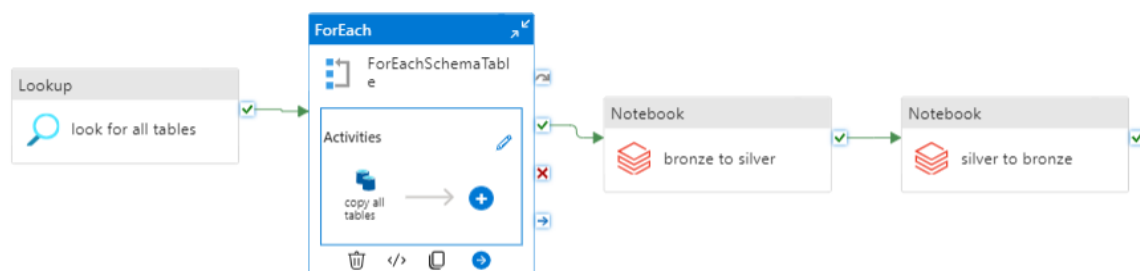 Lookup
look for all tables
ForEach
ForEachSchemaTabl
e
Activities
copy all
tables
</>
Notebook
bronze to silver
Notebook
silver to bronze